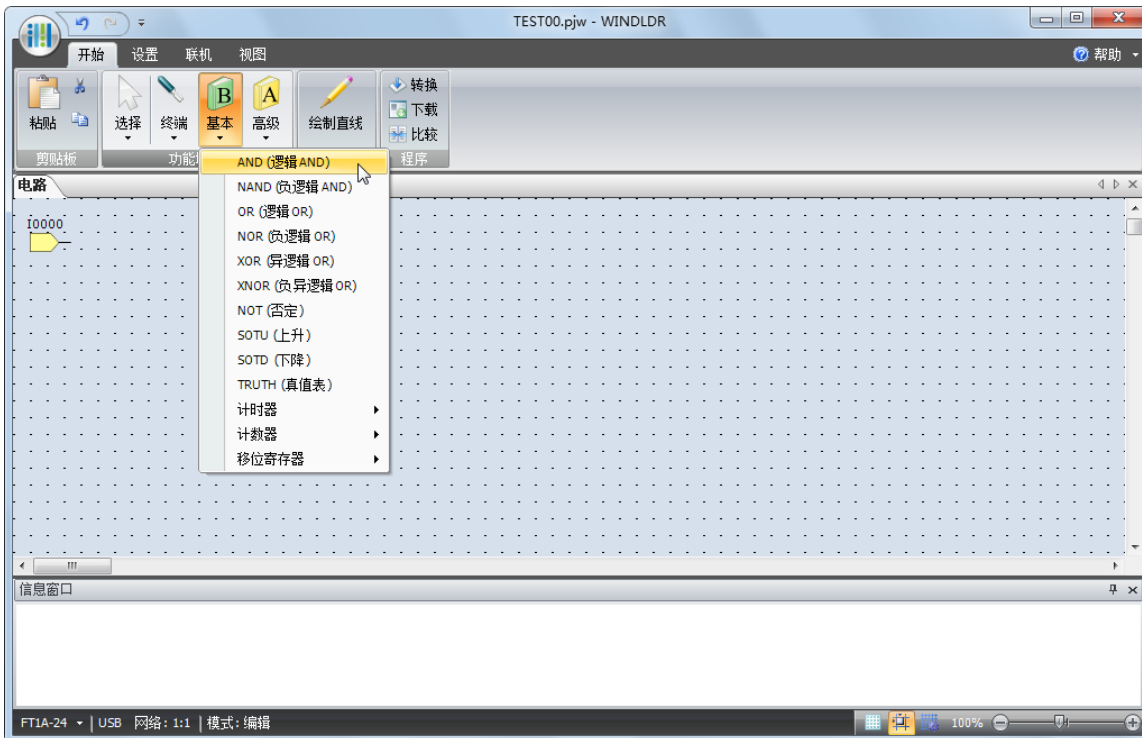 TEST00.pjw - WINDLDR
开始 设置 联机 视图 帮助
粘贴 选择 终端 B 基本 A 高级 绘制直线 转换
下载
比较
剪贴板 程序
AND (逻辑 AND)
NAND (负逻辑 AND)
OR (逻辑 OR)
NOR (负逻辑 OR)
XOR (异逻辑 OR)
XNOR (负异逻辑 OR)
NOT (否定)
SOTU (上升)
SOTD (下降)
TRUTH (真值表)
计时器
计数器
移位寄存器
电路
I0000
信息窗口
FT1A-24 USB 网络: 1:1 模式: 编辑 100%